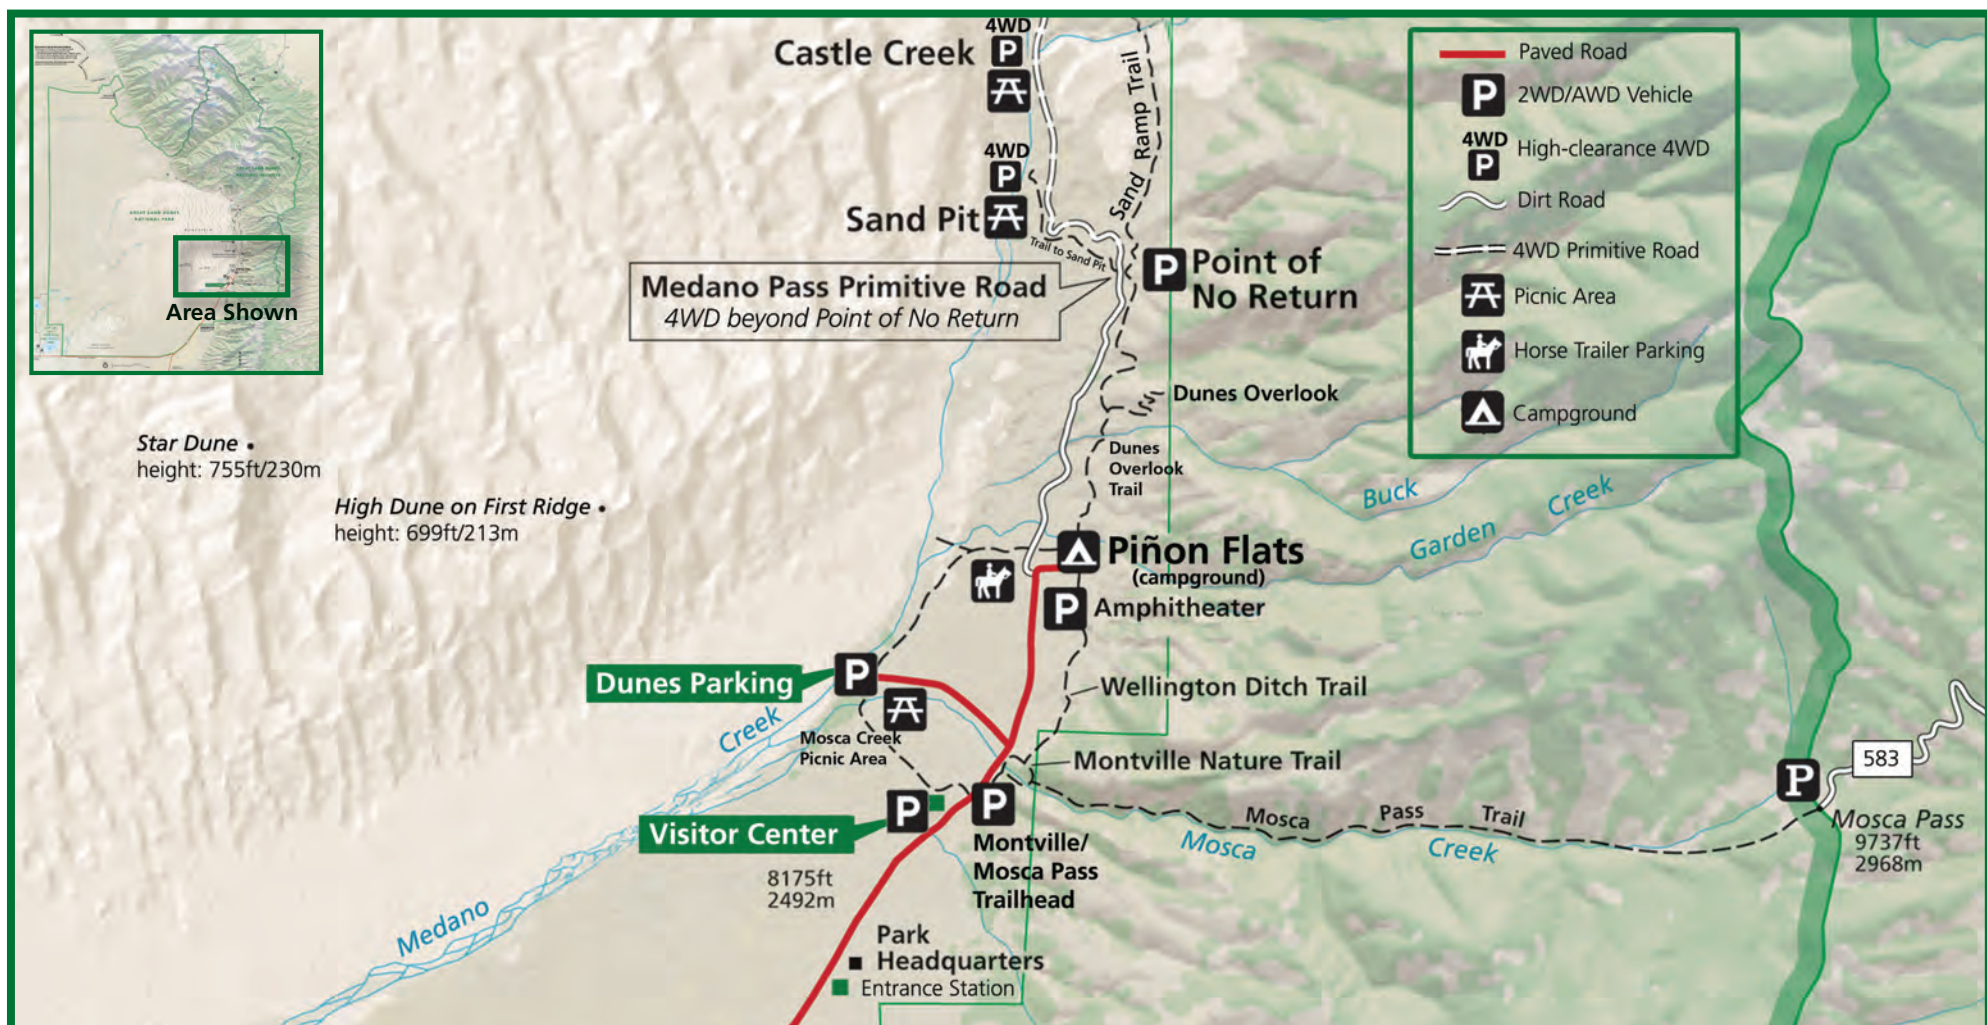 4WD
P
Castle Creek
4WD
P
Sand Pit
Sand Ramp Trail
Trail to Sand Pit
P
Point of
No Return
Medano Pass Primitive Road
4WD beyond Point of No Return
Area Shown
Paved Road
P
2WD/AWD Vehicle
4WD
P
High-clearance 4WD
Dirt Road
4WD Primitive Road
Picnic Area
Horse Trailer Parking
Campground
Dunes Overlook
Dunes
Overlook
Trail
Star Dune
height: 755ft/230m
High Dune on First Ridge
height: 699ft/213m
Buck
Creek
Garden
Piñon Flats
(campground)
P
Amphitheater
P
Dunes Parking
Wellington Ditch Trail
Creek
Mosca Creek
Picnic Area
Montville Nature Trail
583
P
Mosca Pass
9737ft
2968m
P
Visitor Center
8175ft
2492m
P
Montville/
Mosca Pass
Trailhead
Mosca Pass Trail
Mosca Creek
Medano
Park
Headquarters
Entrance Station